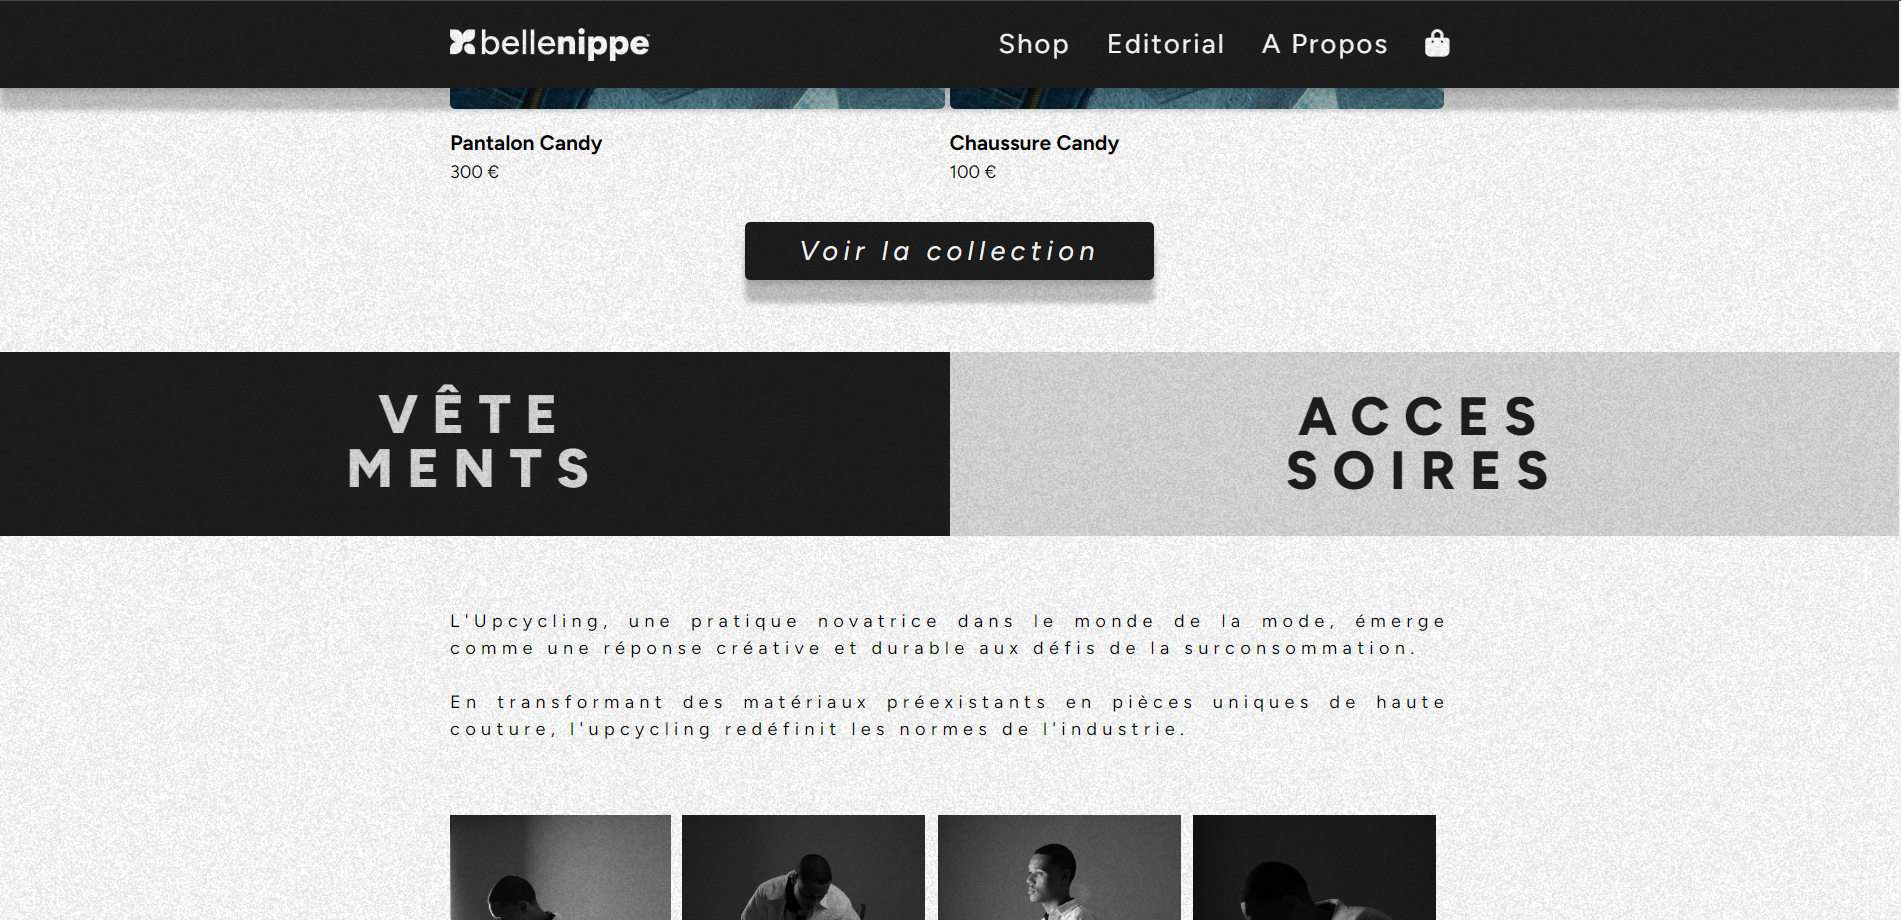 bellenippe
Shop Editorial A Propos
Pantalon Candy
300 €
Chaussure Candy
100 €
Voir la collection
VÊTE
MENTS
ACCES
SOIRES
L'Upcycling, une pratique novatrice dans le monde de la mode, émerge
comme une réponse créative et durable aux défis de la surconsommation.
En transformant des matériaux préexistants en pièces uniques de haute
couture, l'upcycling redéfinit les normes de l'industrie.